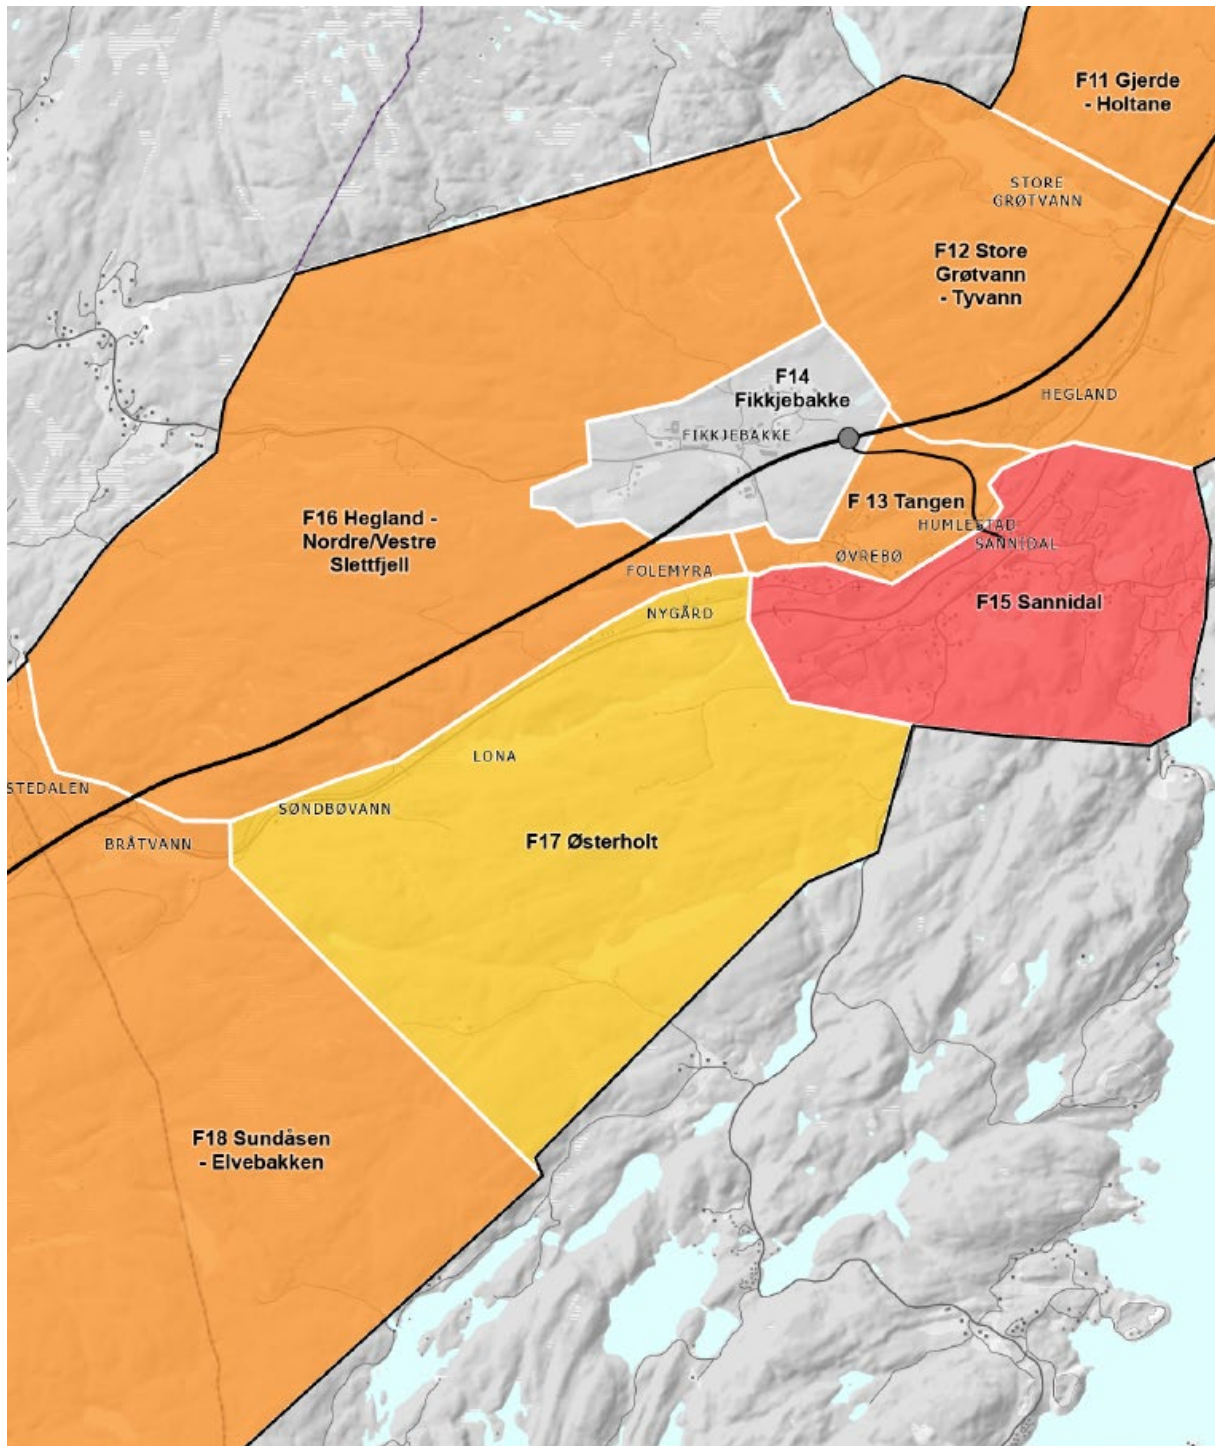 F11 Gjerde
- Holtane
STORE
GRØTVANN
F12 Store
Grøtvann
- Tyvann
F14
Fikkjebakke
HEGLAND
FIKKJEBAKKE
F 13 Tangen
F16 Hegland -
Nordre/Vestre
Slettfjell
HUMLESTAD
SANNIDAL
ØVREBØ
FOLEMYRA
F15 Sannidal
NYGÅRD
LONA
STEDALEN
SØNDBØVANN
BRÅTVANN
F17 Østerholt
F18 Sundåsen
- Elvebakken